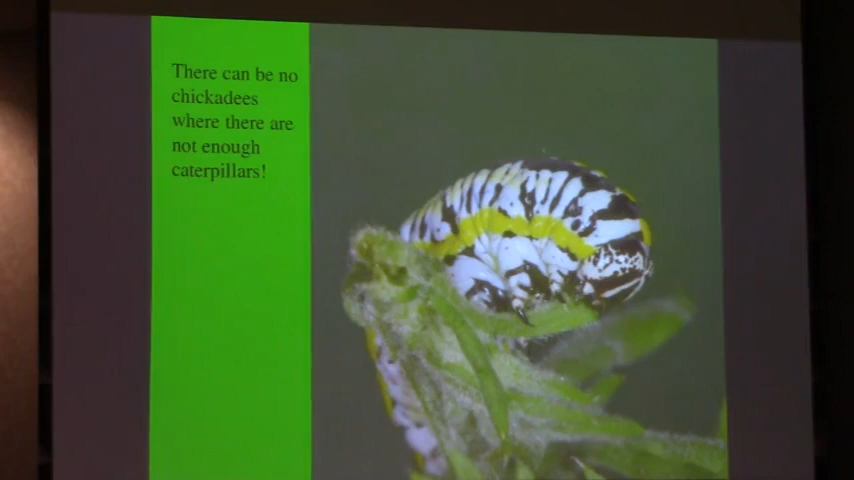 There can be no
chickadees
where there are
not enough
caterpillars!